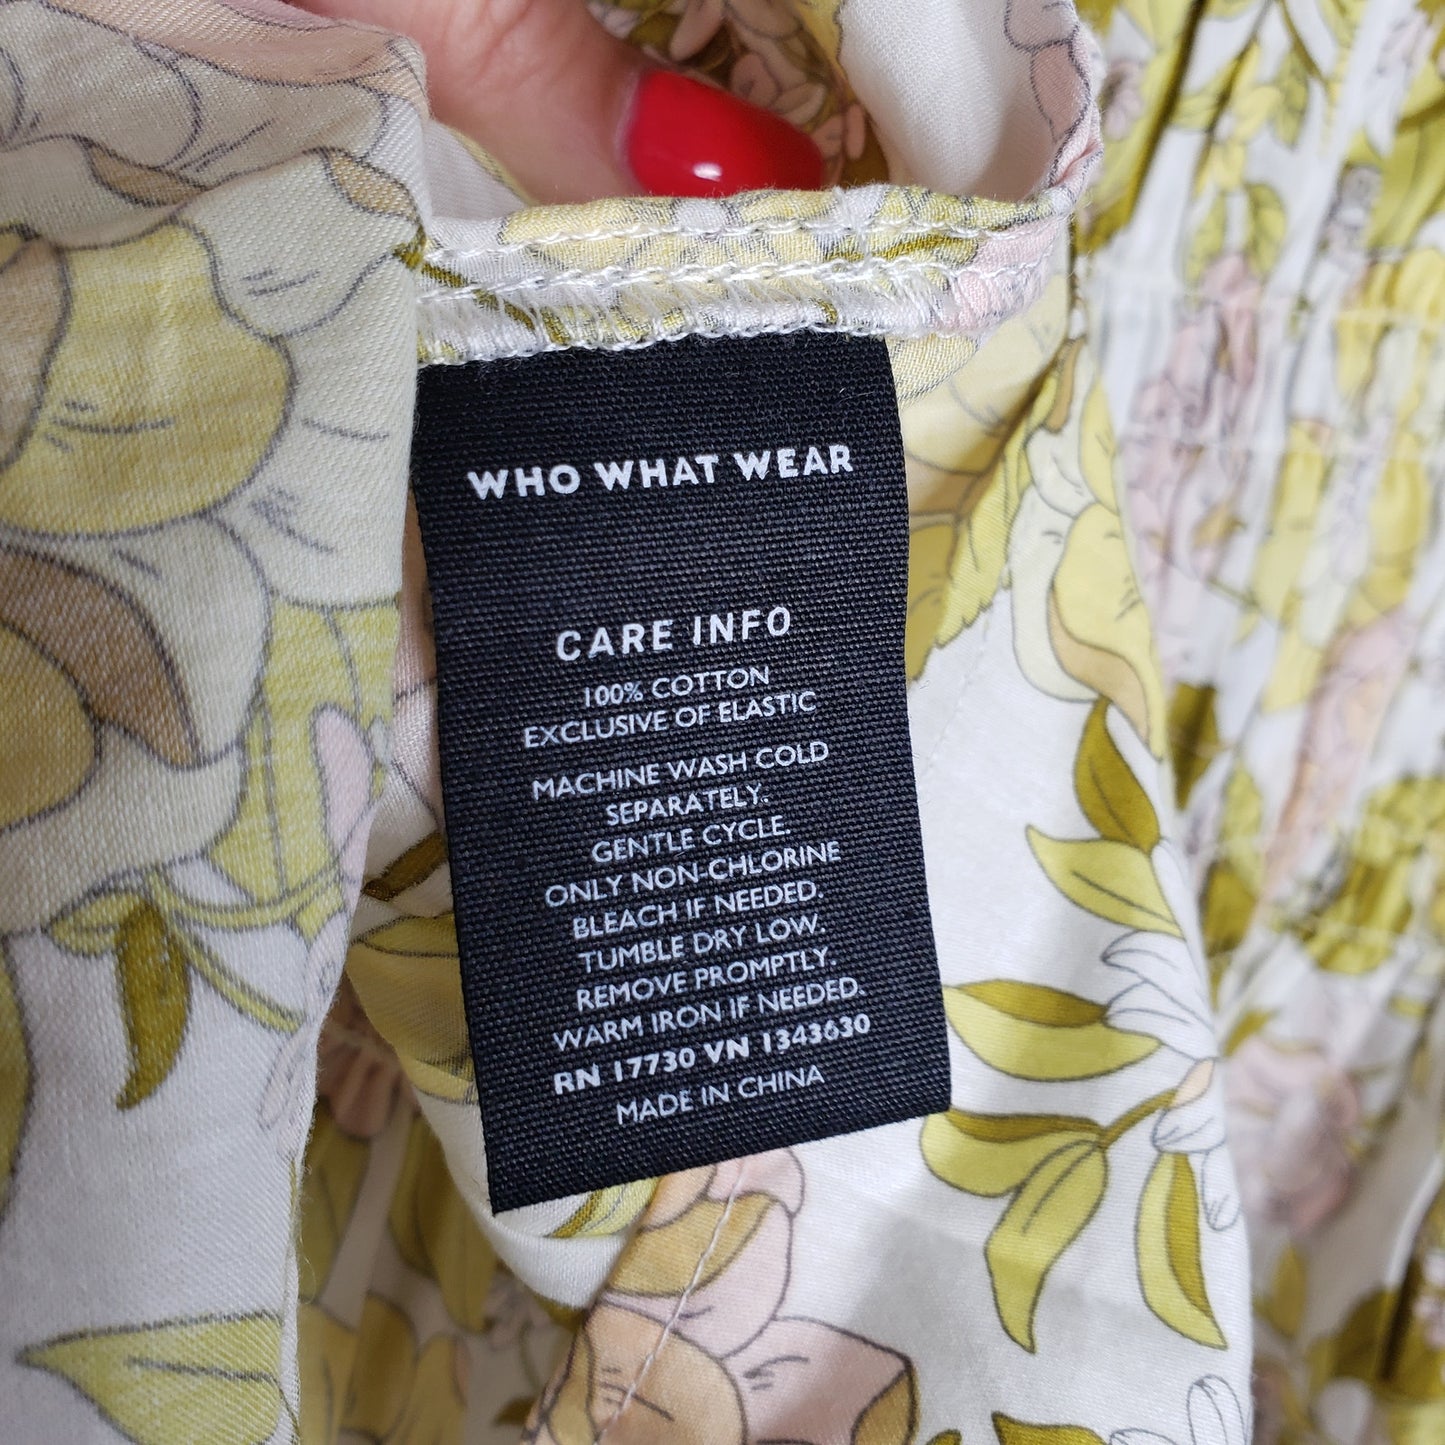 WHO WHAT WEAR
CARE INFO
100% COTTON
EXCLUSIVE OF ELASTIC
MACHINE WASH COLD
SEPARATELY.
GENTLE CYCLE.
ONLY NON-CHLORINE
BLEACH IF NEEDED.
TUMBLE DRY LOW.
REMOVE PROMPTLY.
WARM IRON IF NEEDED.
RN 17730 VN 1343630
MADE IN CHINA